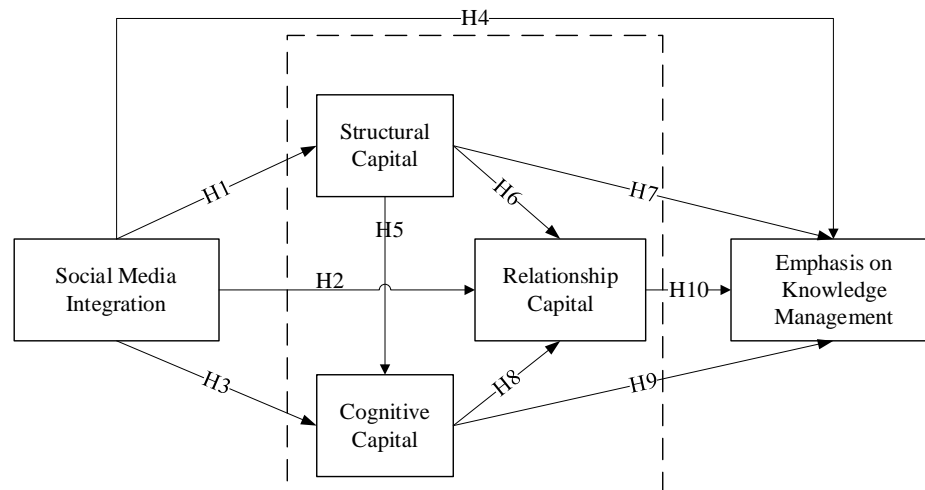 H4
Structural
Capital
H1
H6
H7
H5
Social Media
Integration
H2
Relationship
Capital
H10
Emphasis on
Knowledge
Management
H3
H8
H9
Cognitive
Capital